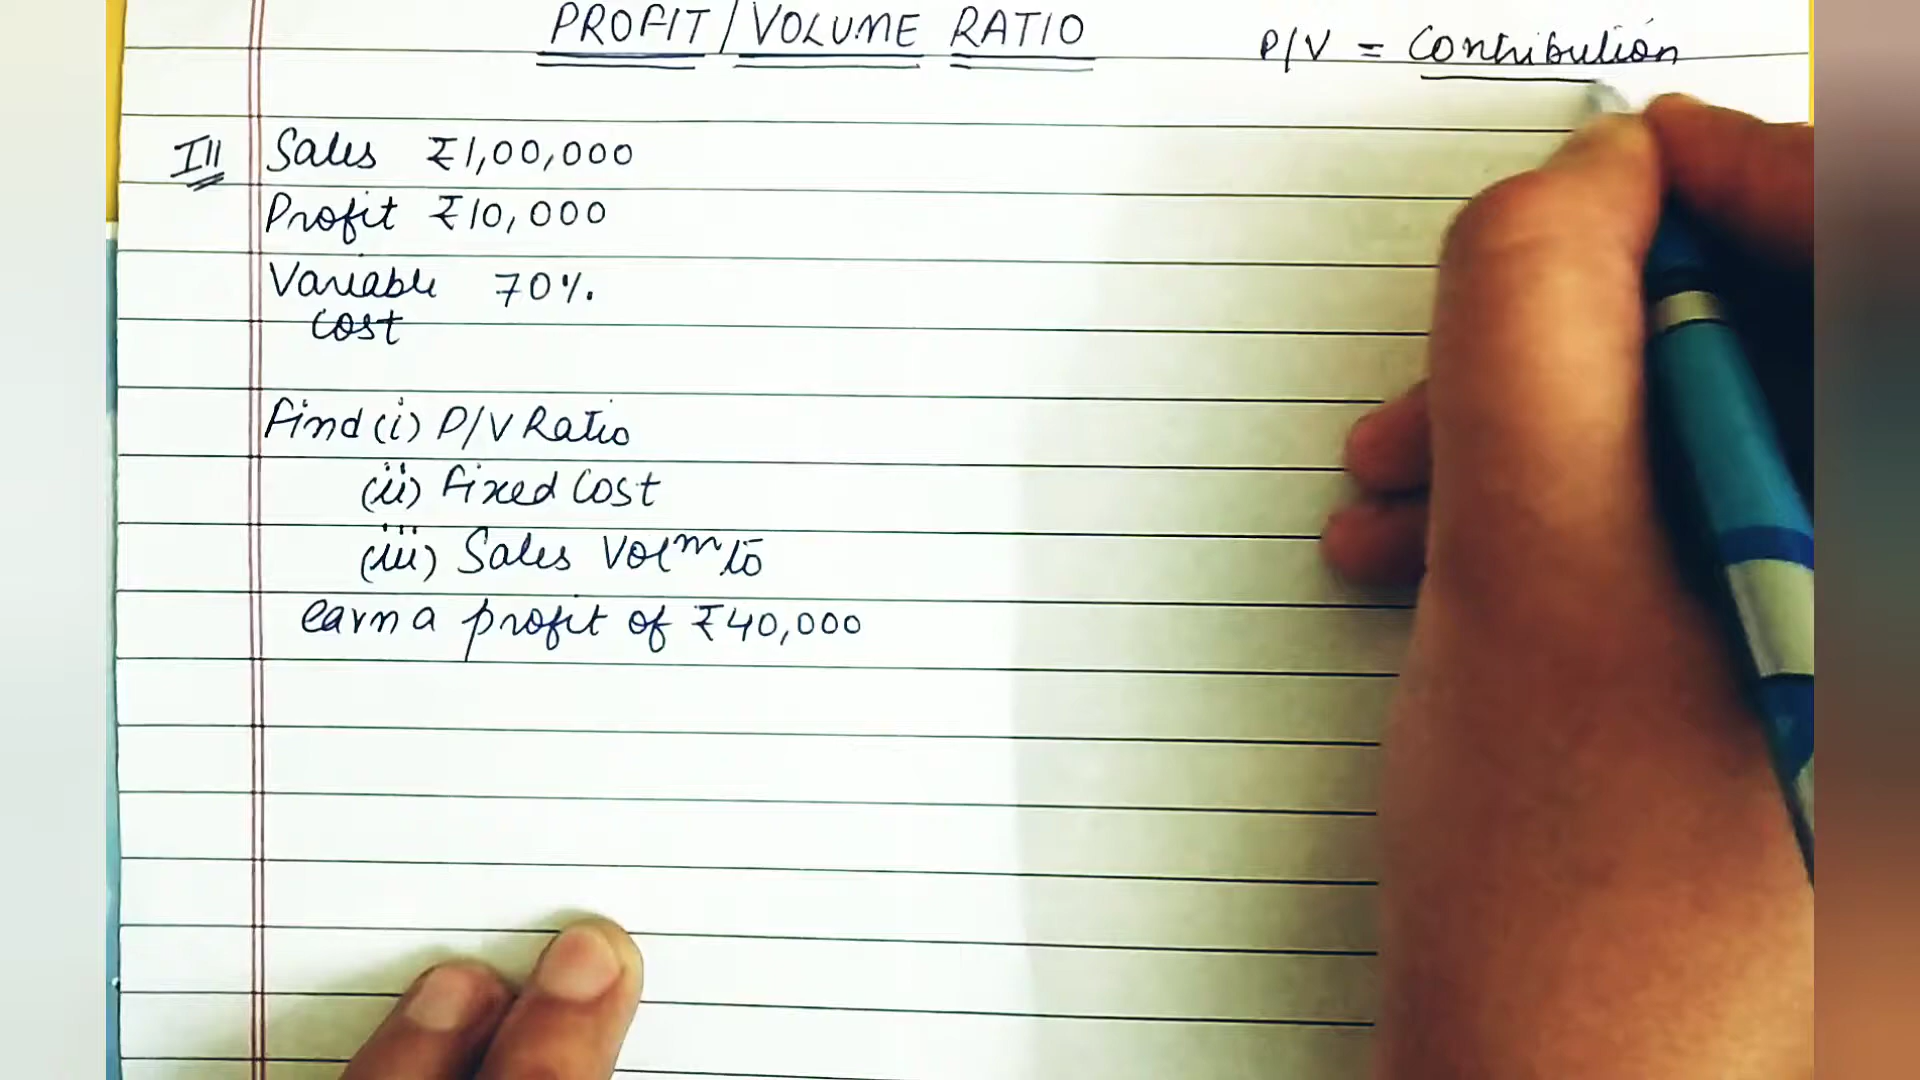 PROFIT/VOLUME RATIO
P/V = Contribution
Ill Sales ₹1,00,000
Profit ₹10,000
Variable 70%.
Cost
Find (i) P/V Ratio
(ii) Fixed Cost
(iii) Sales Volm to
earn a profit of ₹40,000